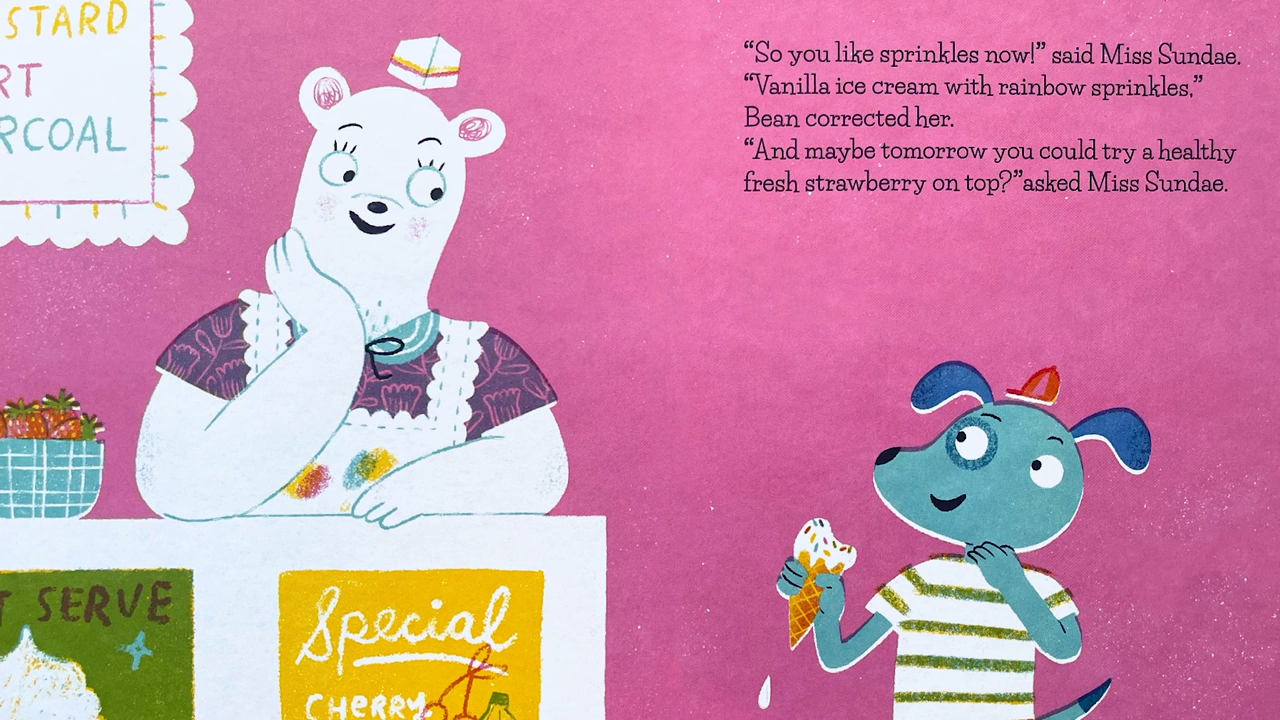 STARD
RT
RCOAL
“So you like sprinkles now!” said Miss Sundae.
“Vanilla ice cream with rainbow sprinkles,”
Bean corrected her.
“And maybe tomorrow you could try a healthy
fresh strawberry on top?”asked Miss Sundae.
T SERVE
Special
CHERRY